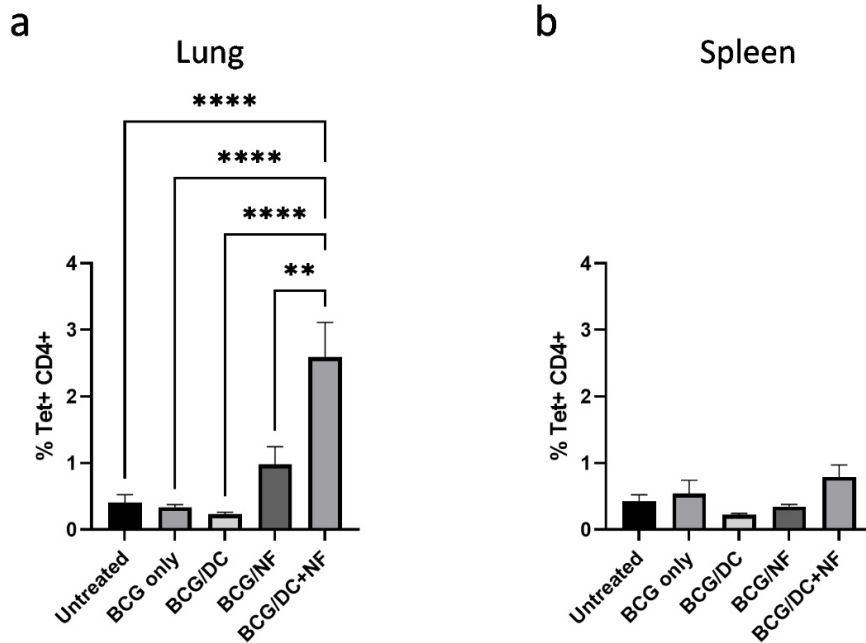 a
Lung
****
****
****
**
% Tet+ CD4+
4
3
2
1
0
Untreated
BCG only
BCG/DC
BCG/NF
BCG/DC+NF
b
Spleen
% Tet+ CD4+
4
3
2
1
0
Untreated
BCG only
BCG/DC
BCG/NF
BCG/DC+NF